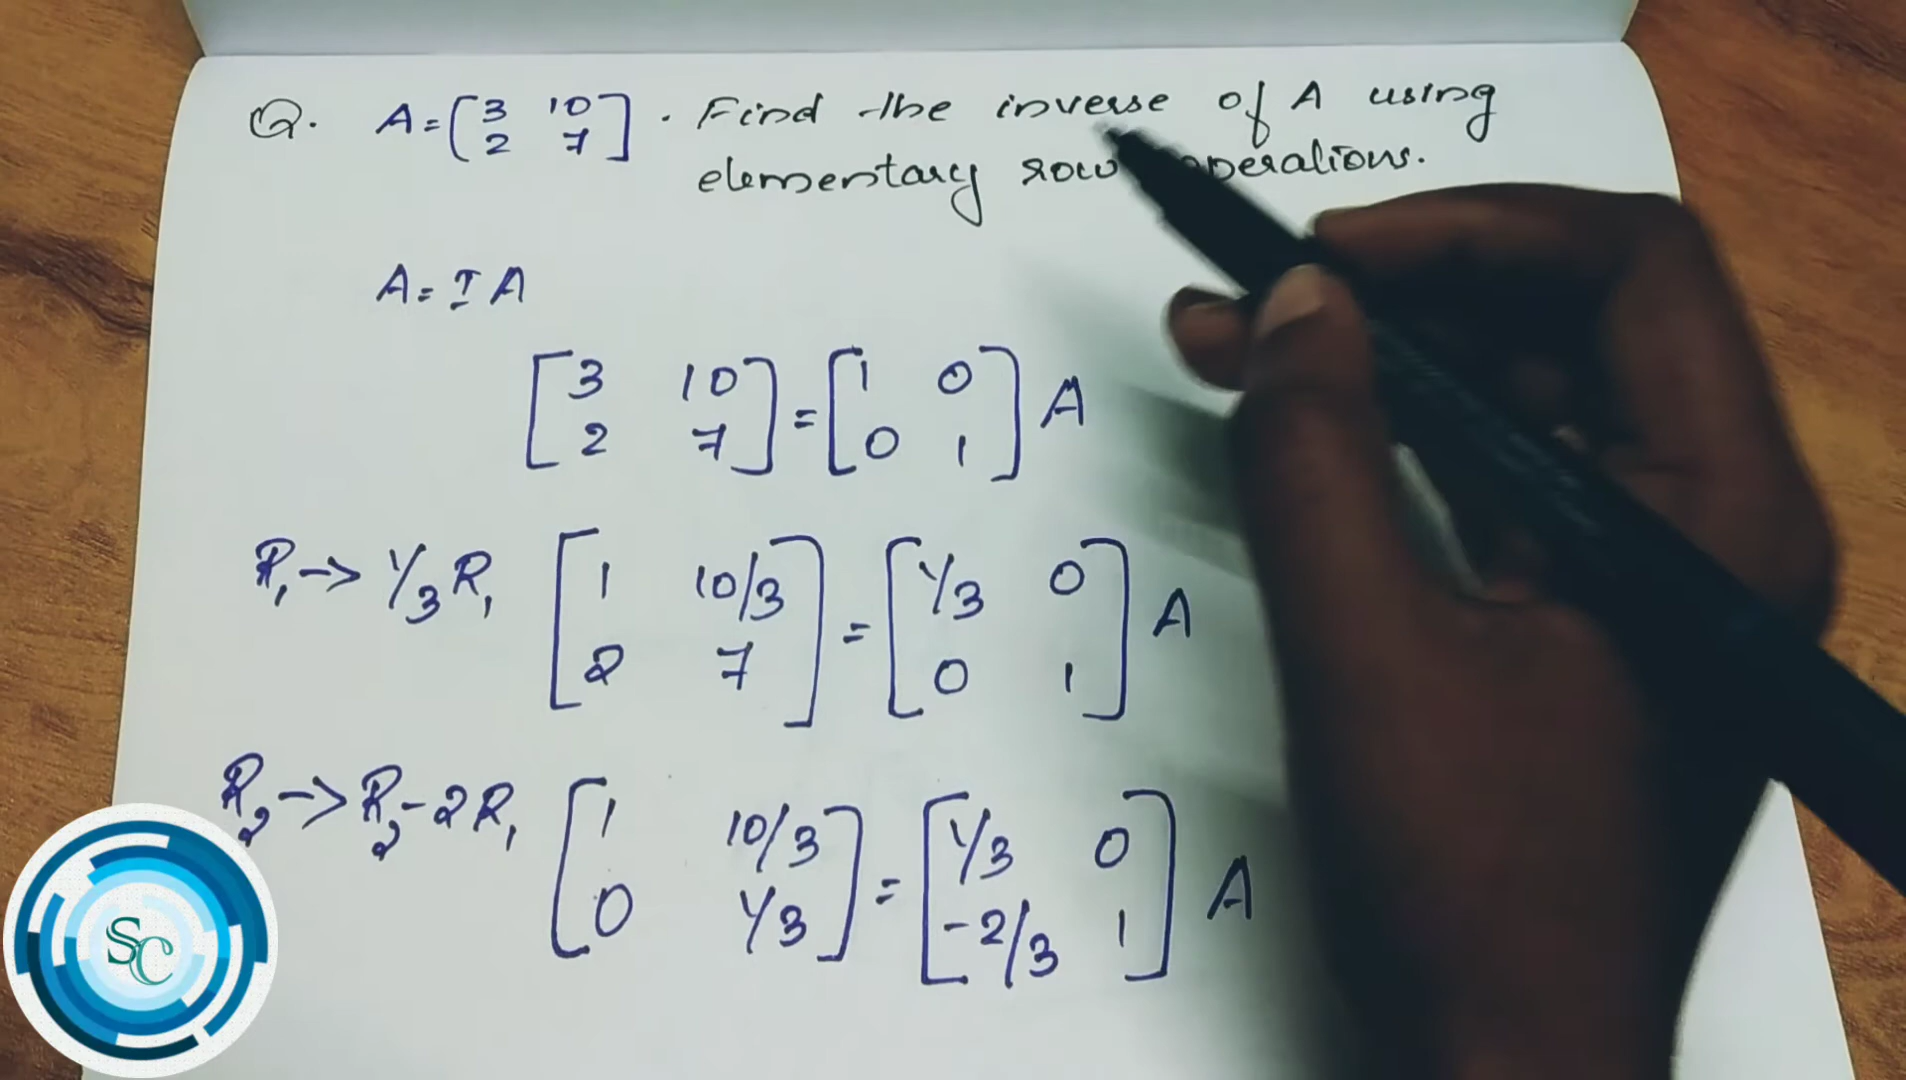 Q. A = [3 10 2 7] . Find the inverse of A using
elementary row operations.
A = I A
[3 10 2 7] = [1 0 0 1] A
R₁ → 1/3 R₁ [1 10/3 2 7] = [1/3 0 0 1] A
R₂ → R₂ - 2R₁ [1 10/3 0 1/3] = [1/3 0 -2/3 1] A
SC